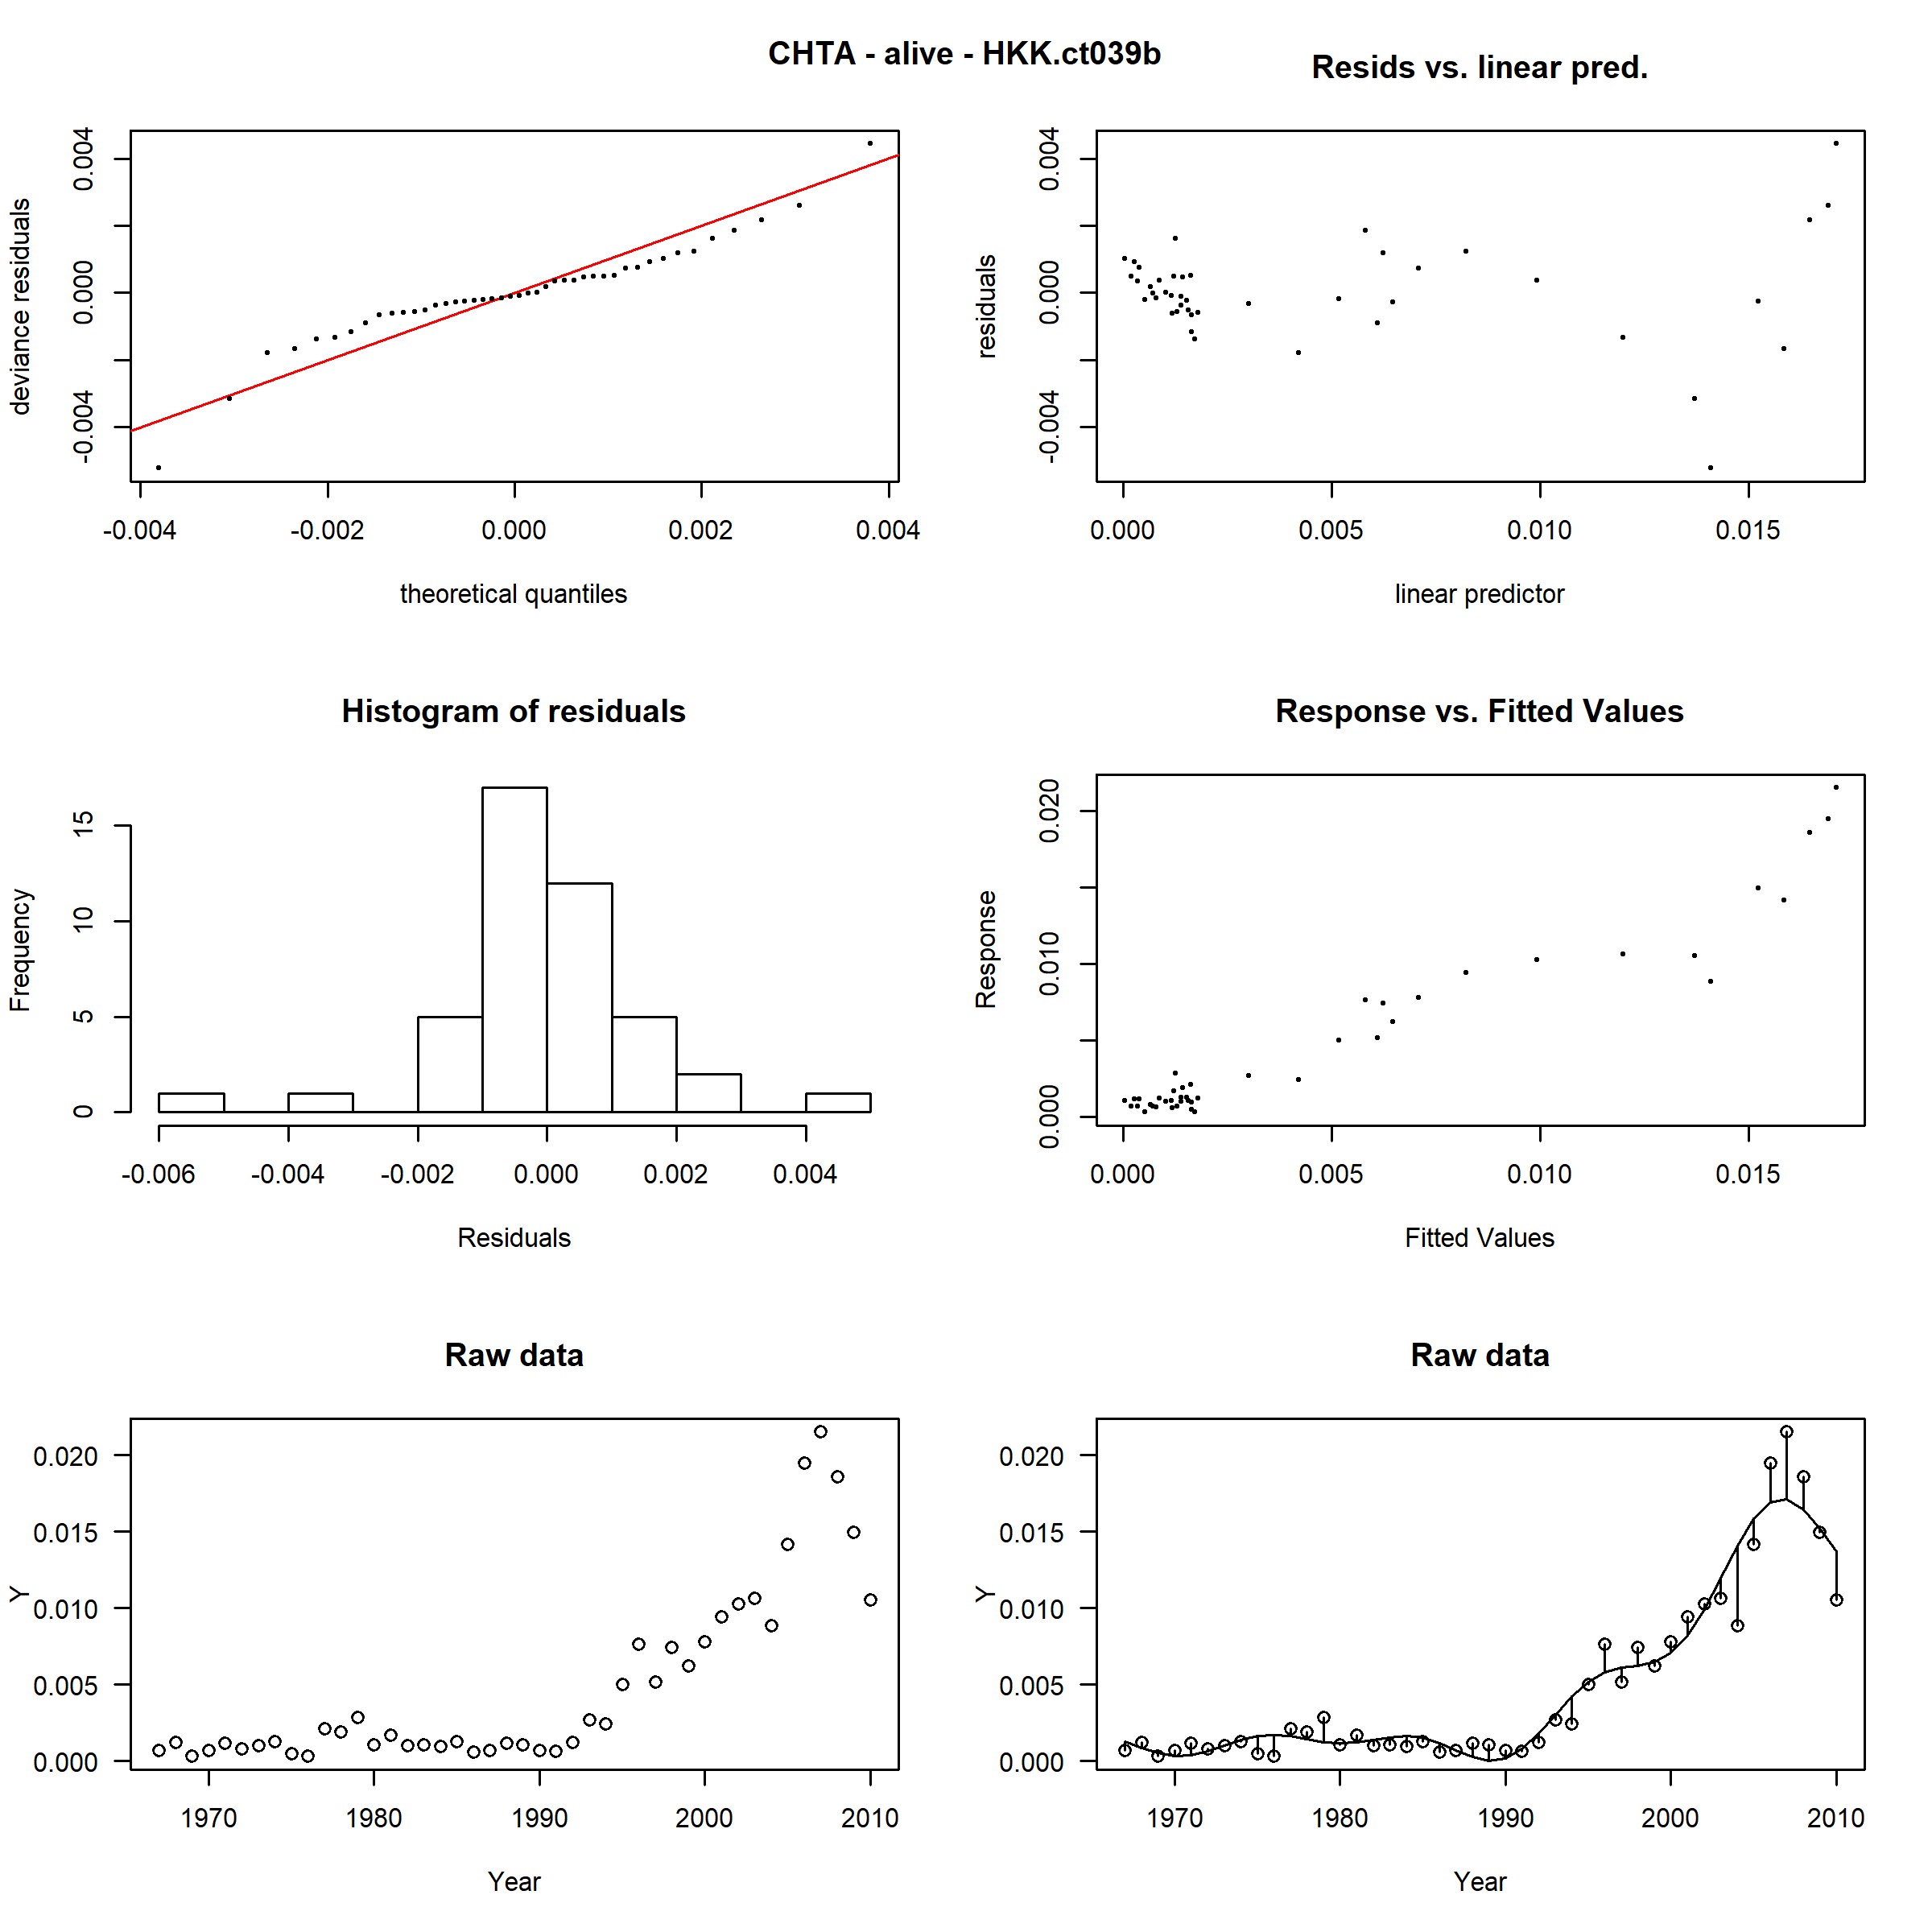 CHTA - alive - HKK.ct039b
Resids vs. linear pred.
deviance residuals
0.004
0.000
-0.004
-0.004 -0.002 0.000 0.002 0.004
theoretical quantiles
residuals
0.004
0.000
-0.004
0.000 0.005 0.010 0.015
linear predictor
Histogram of residuals
Frequency
15
10
5
0
-0.006 -0.004 -0.002 0.000 0.002 0.004
Residuals
Response vs. Fitted Values
Response
0.020
0.010
0.000
0.000 0.005 0.010 0.015
Fitted Values
Raw data
Y
0.020
0.015
0.010
0.005
0.000
1970 1980 1990 2000 2010
Year
Raw data
Y
0.020
0.015
0.010
0.005
0.000
1970 1980 1990 2000 2010
Year